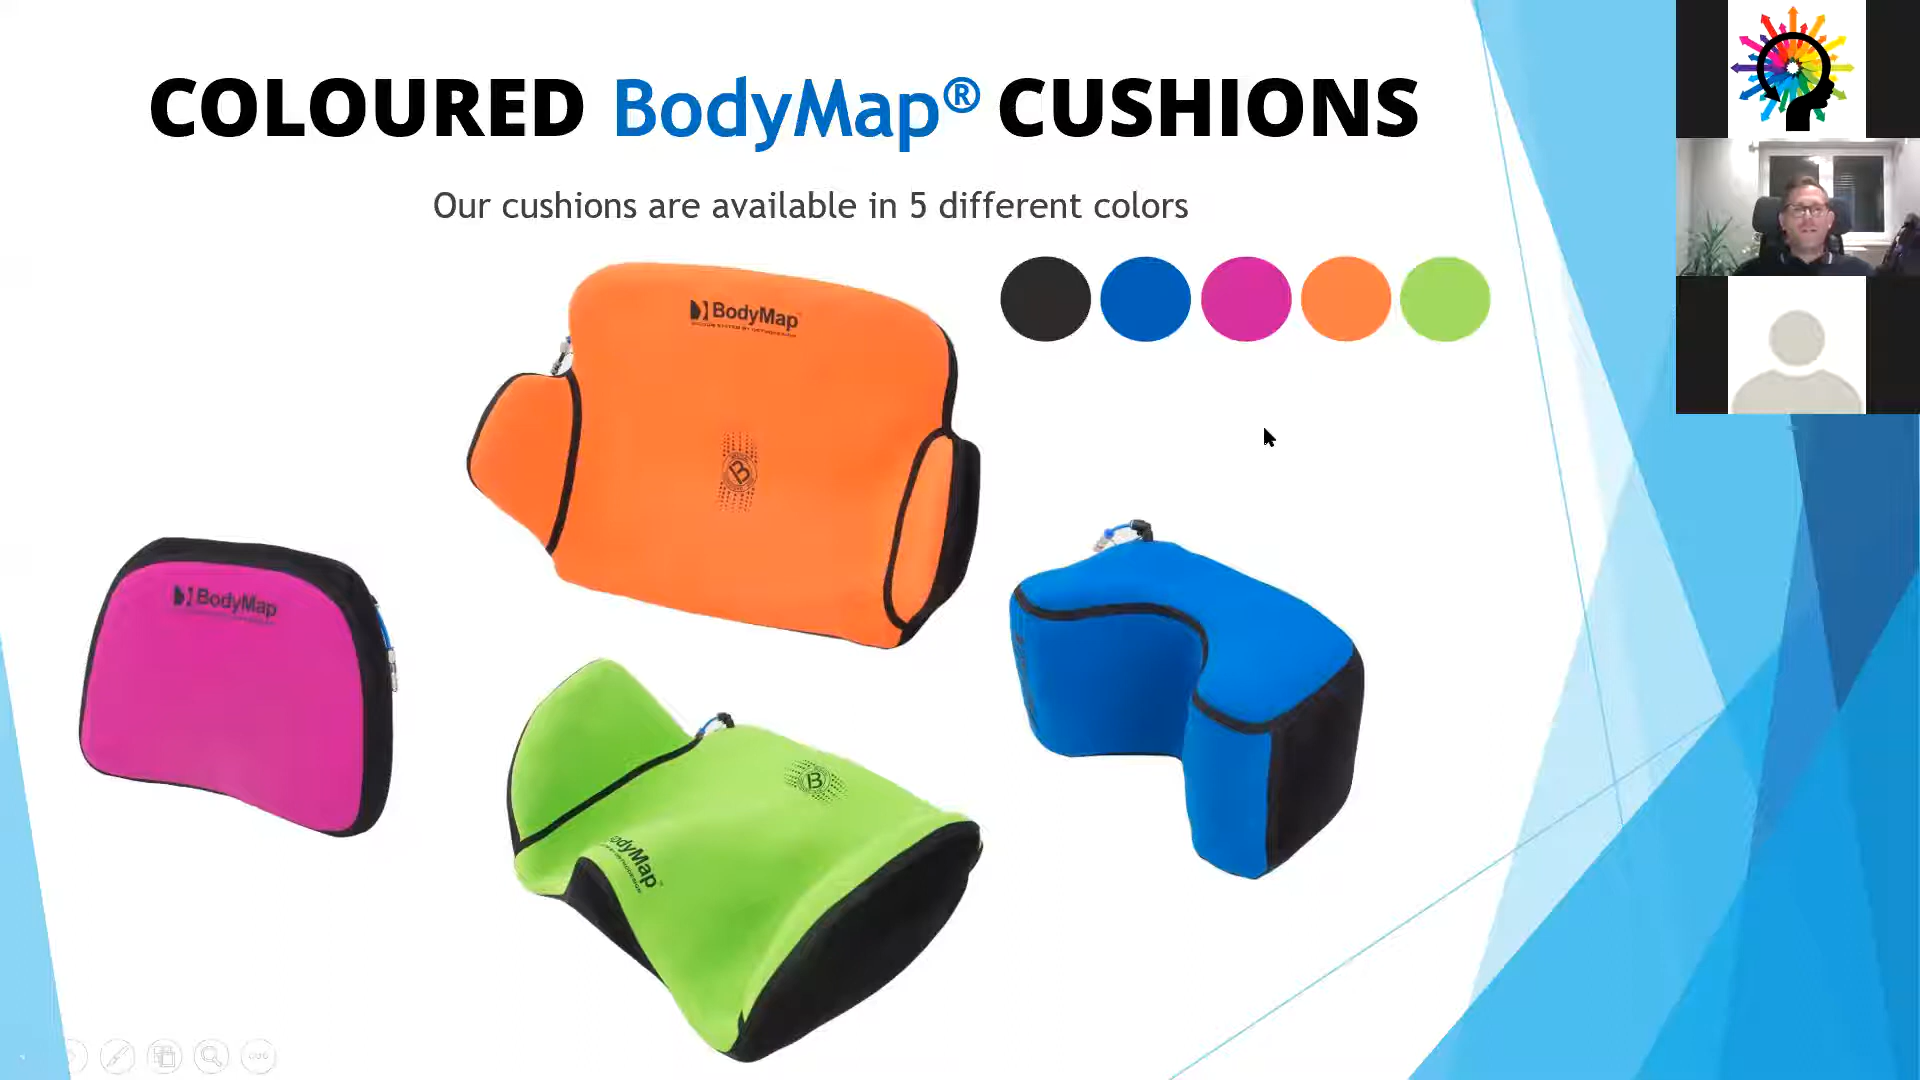 COLOURED BodyMap® CUSHIONS
Our cushions are available in 5 different colors
BodyMap
BodyMap
B
B
BodyMap